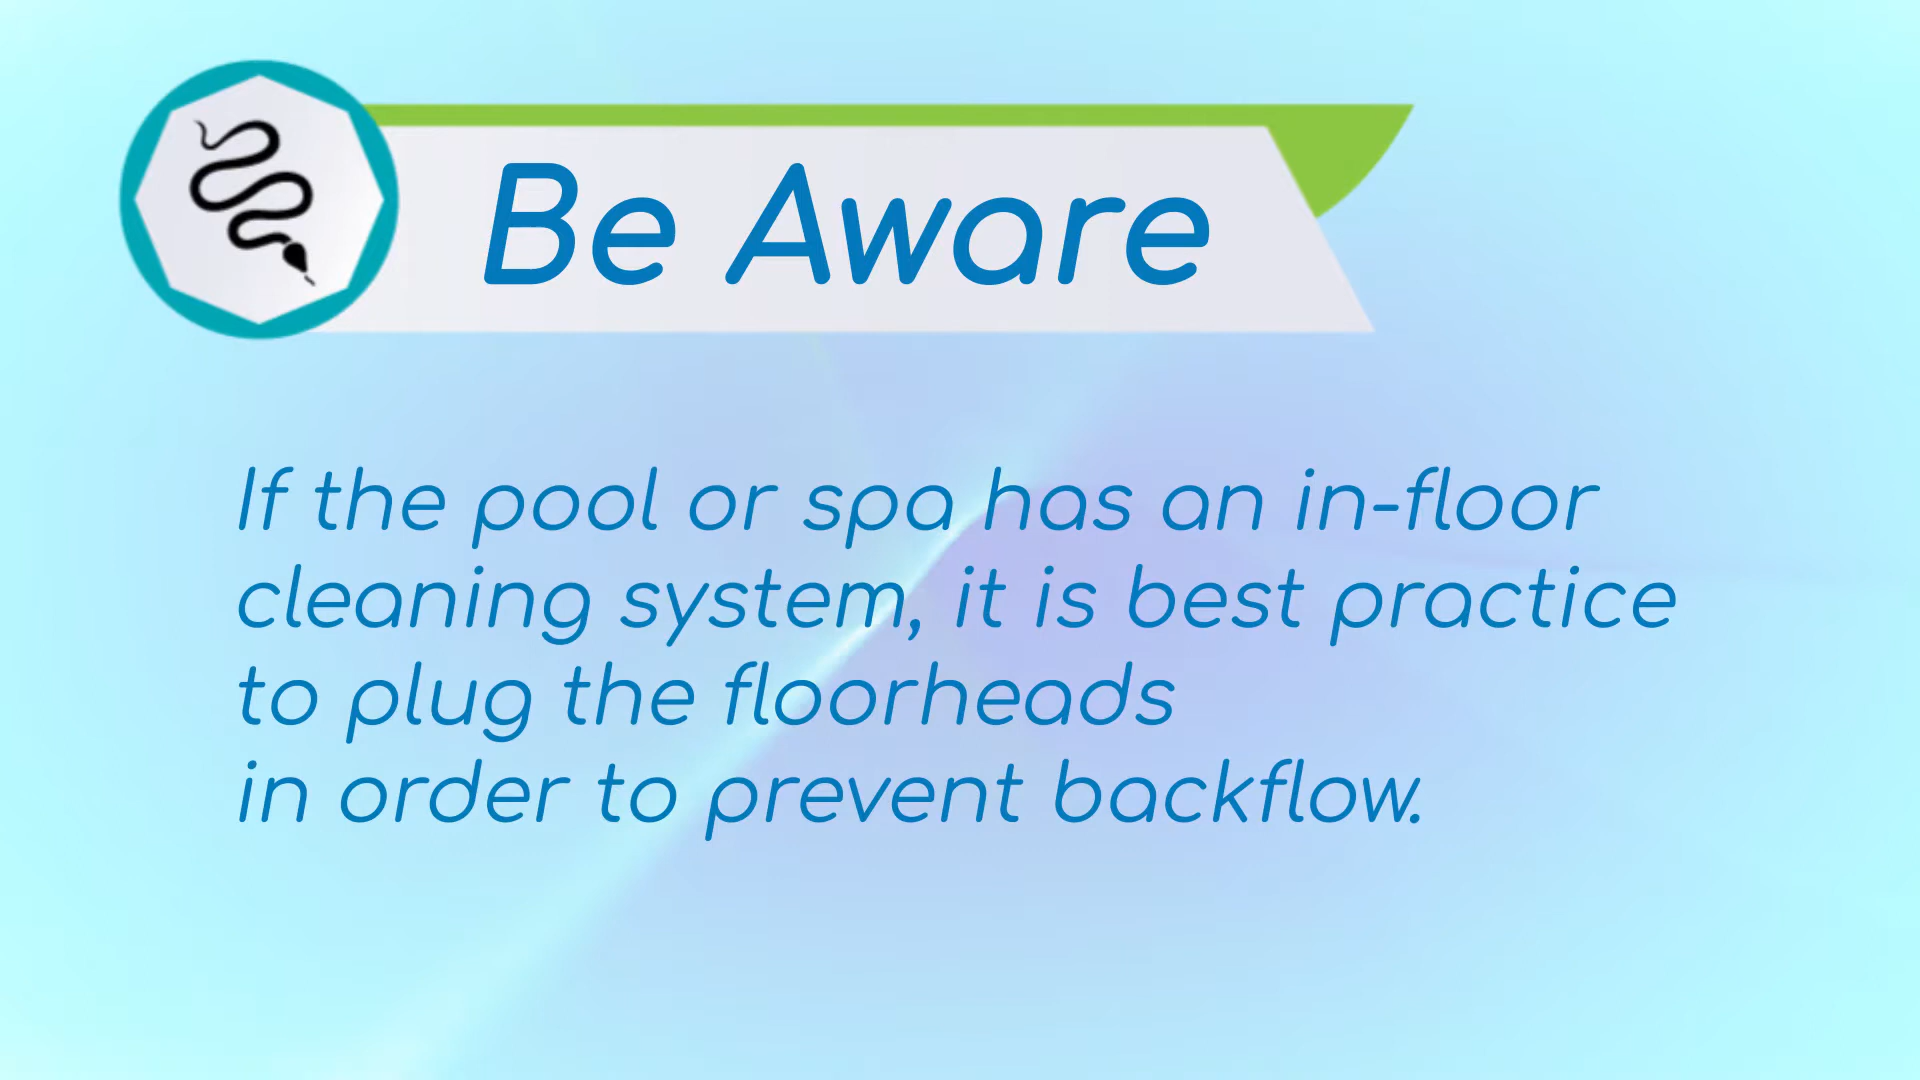 Be Aware
If the pool or spa has an in-floor
cleaning system, it is best practice
to plug the floorheads
in order to prevent backflow.